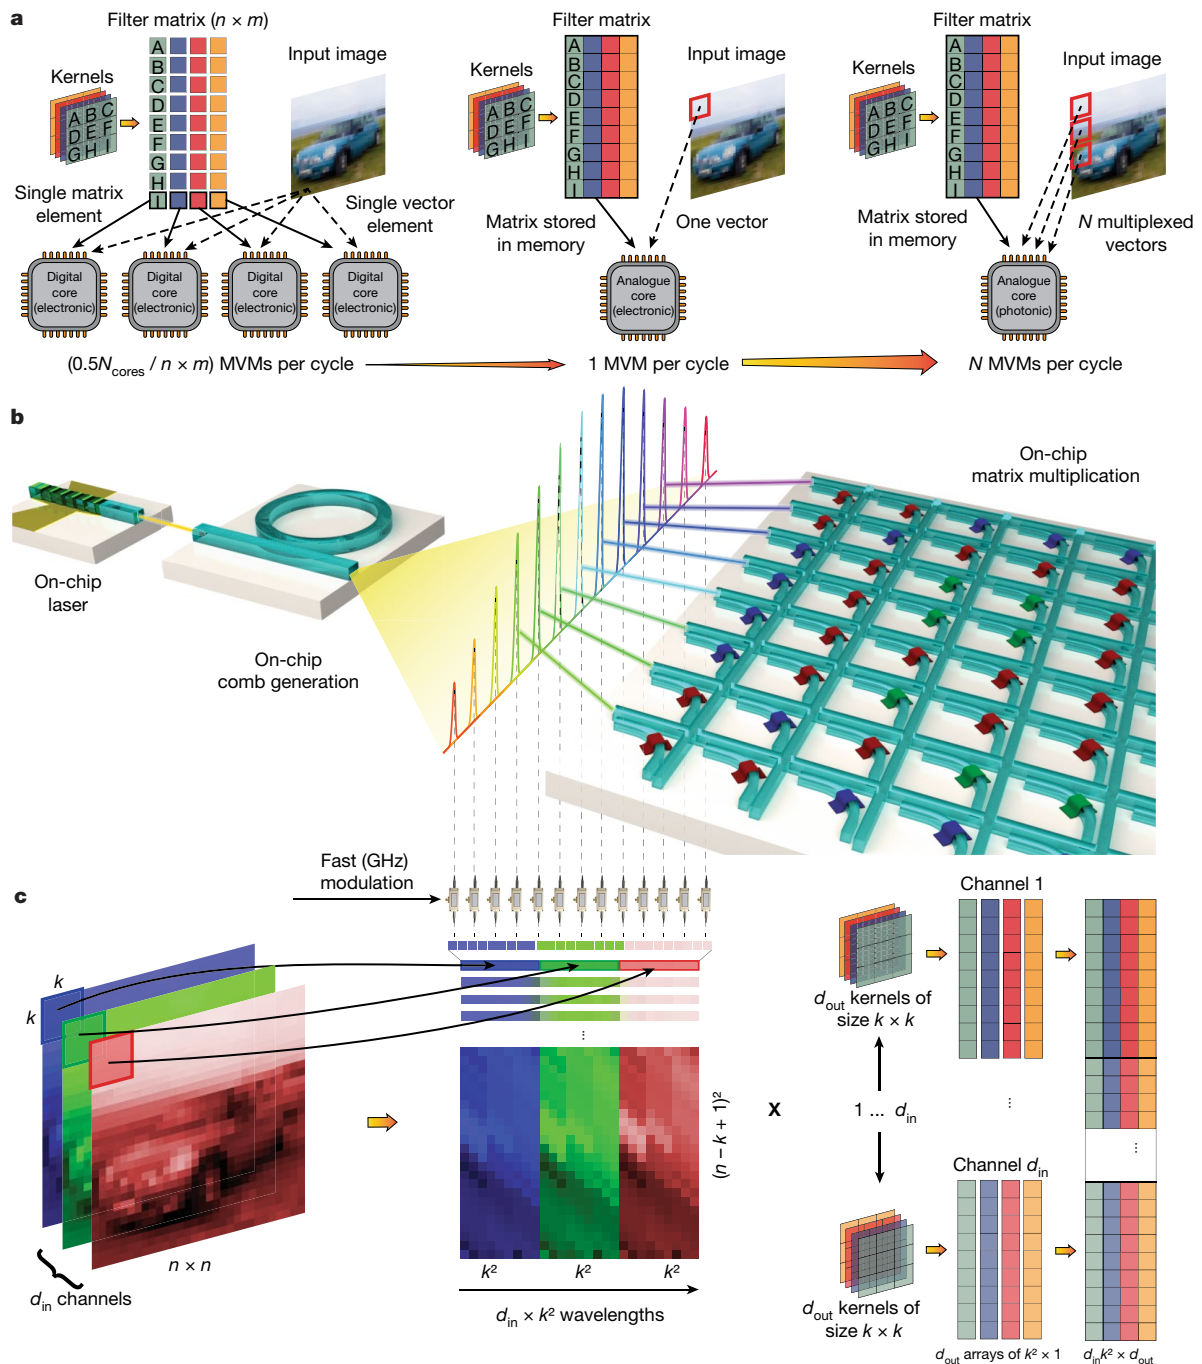 a
Filter matrix (n × m)
Kernels
Input image
A
B
C
D
E
F
G
H
I
A B C
D E F
G H I
Single matrix
element
Single vector
element
Digital
core
(electronic)
Digital
core
(electronic)
Digital
core
(electronic)
Digital
core
(electronic)
(0.5Ncores / n × m) MVMs per cycle
Filter matrix
Kernels
Input image
A
B
C
D
E
F
G
H
I
A B C
D E F
G H I
Matrix stored
in memory
One vector
Analogue
core
(electronic)
1 MVM per cycle
Filter matrix
Kernels
Input image
A
B
C
D
E
F
G
H
I
A B C
D E F
G H I
Matrix stored
in memory
N multiplexed
vectors
Analogue
core
(photonic)
N MVMs per cycle
b
On-chip
laser
On-chip
comb generation
On-chip
matrix multiplication
Fast (GHz)
modulation
c
k
k
n × n
din channels
...
k² k² k²
din × k² wavelengths
(n − k + 1)²
X
dout kernels of
size k × k
1 ... din
dout kernels of
size k × k
Channel 1
...
Channel din
...
dout arrays of k² × 1
dink² × dout